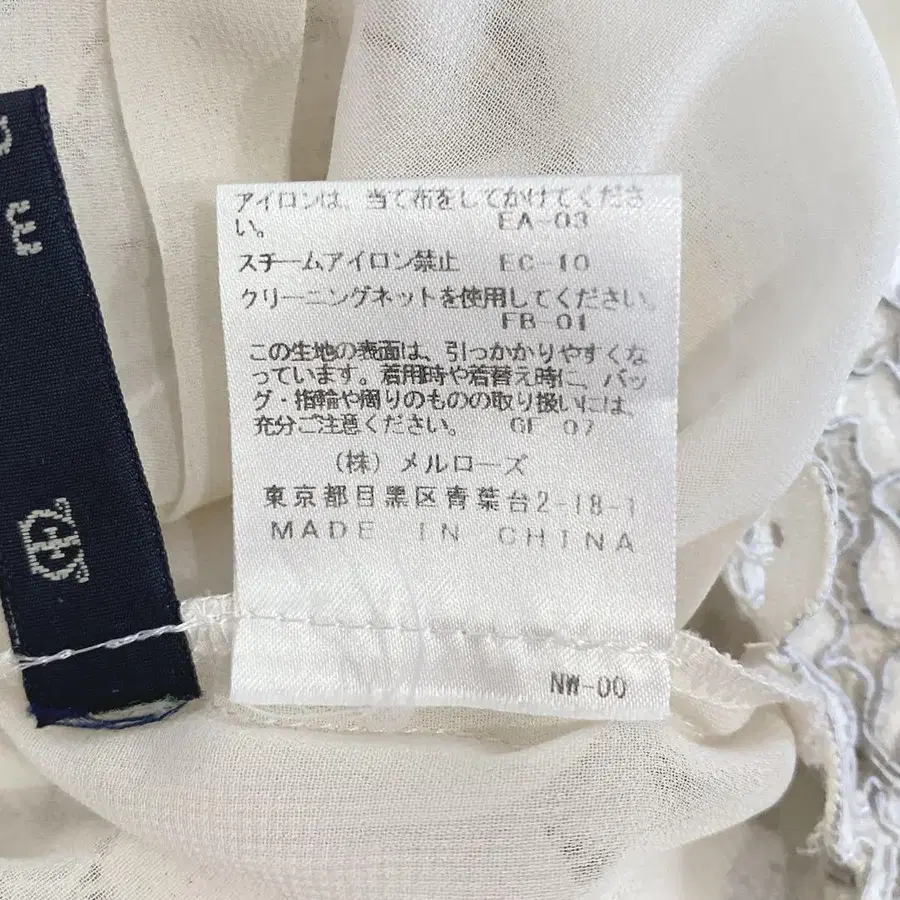 アイロンは、当て布をしてかけてくださ
い。 EA-03
スチームアイロン禁止 EC-10
クリーニングネットを使用してください。
FB-01
この生地の表面は、引っかかりやすくな
っています。着用時や着替え時に、バッ
グ・指輪や周りのものの取り扱いには、
充分ご注意ください。 GF-07
(株) メルローズ
東京都目黒区青葉台2-18-1
MADE IN CHINA
NW-00